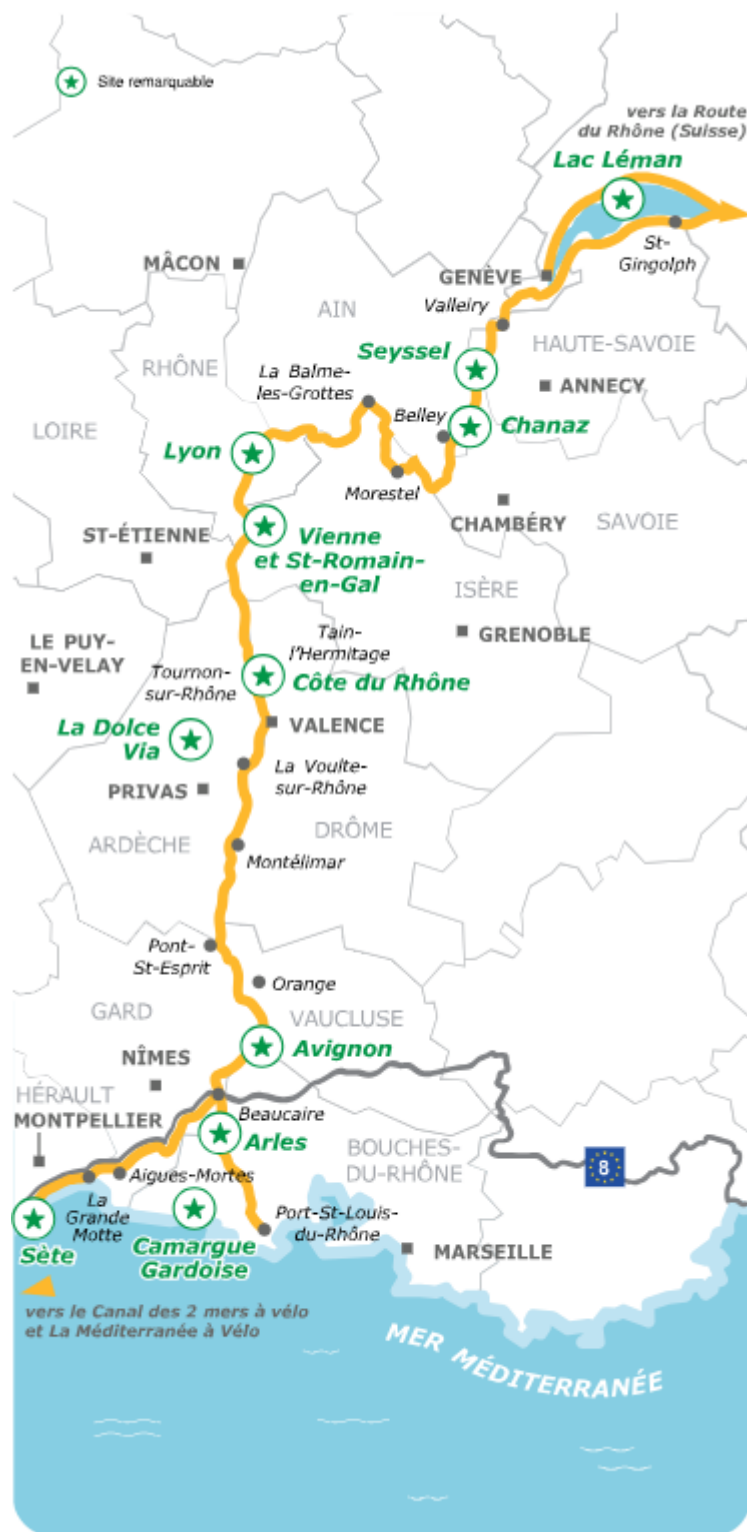 Site remarquable
vers la Route
du Rhône (Suisse)
Lac Léman
St-
Gingolph
MÂCON
GENÈVE
AIN
Valleiry
HAUTE-SAVOIE
Seyssel
RHÔNE
La Balme-
les-Grottes
ANNECY
LOIRE
Belley
Chanaz
Lyon
Morestel
CHAMBÉRY
SAVOIE
ST-ÉTIENNE
Vienne
et St-Romain-
en-Gal
ISÈRE
LE PUY-
EN-VELAY
Tain-
l'Hermitage
GRENOBLE
Tournon-
sur-Rhône
Côte du Rhône
La Dolce
Via
VALENCE
PRIVAS
La Voulte-
sur-Rhône
ARDÈCHE
DRÔME
Montélimar
Pont-
St-Esprit
Orange
GARD
VAUCLUSE
Avignon
NÎMES
HÉRAULT
MONTPELLIER
Beaucaire
Arles
BOUCHES-
DU-RHÔNE
8
Aigues-Mortes
La
Grande
Motte
Port-St-Louis-
du-Rhône
Sète
Camargue
Gardoise
MARSEILLE
vers le Canal des 2 mers à vélo
et La Méditerranée à Vélo
MER MÉDITERRANÉE